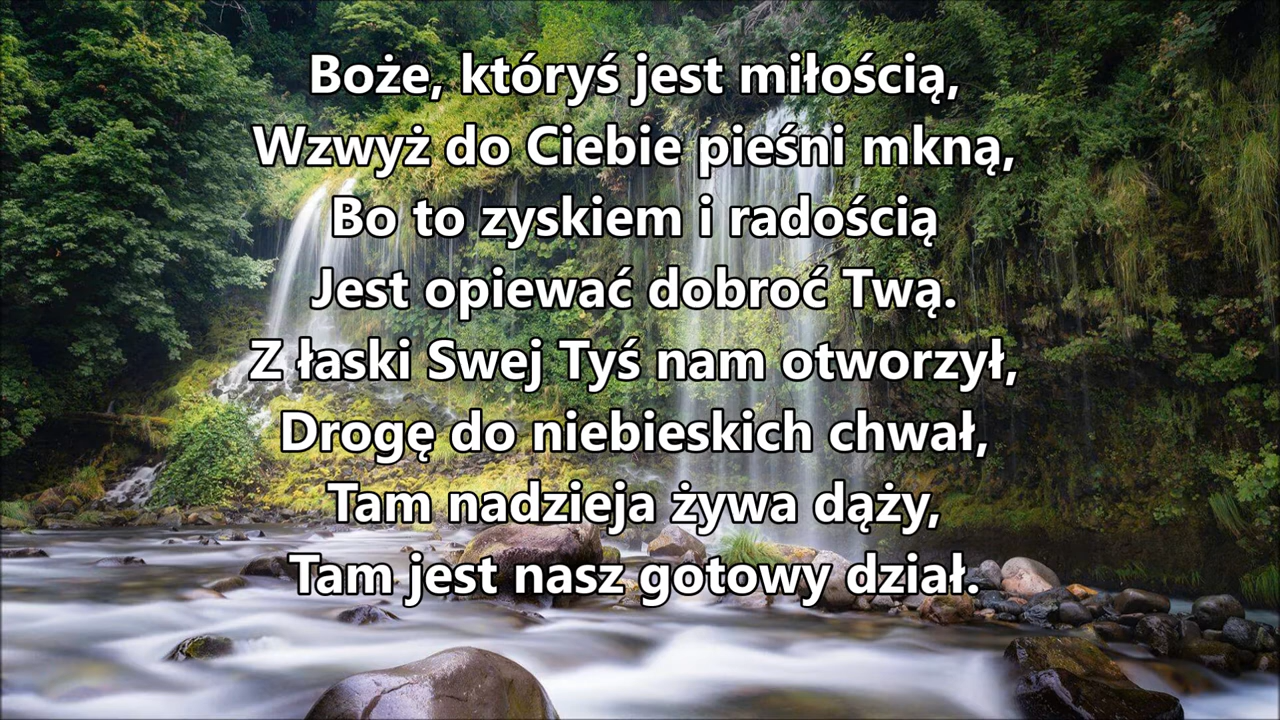 Boże, któryś jest miłością,
Wzwyż do Ciebie pieśni mkną,
Bo to zyskiem i radością
Jest opiewać dobroć Twą.
Z łaski Swej Tyś nam otworzył,
Drogę do niebieskich chwał,
Tam nadzieja żywa dąży,
Tam jest nasz gotowy dział.